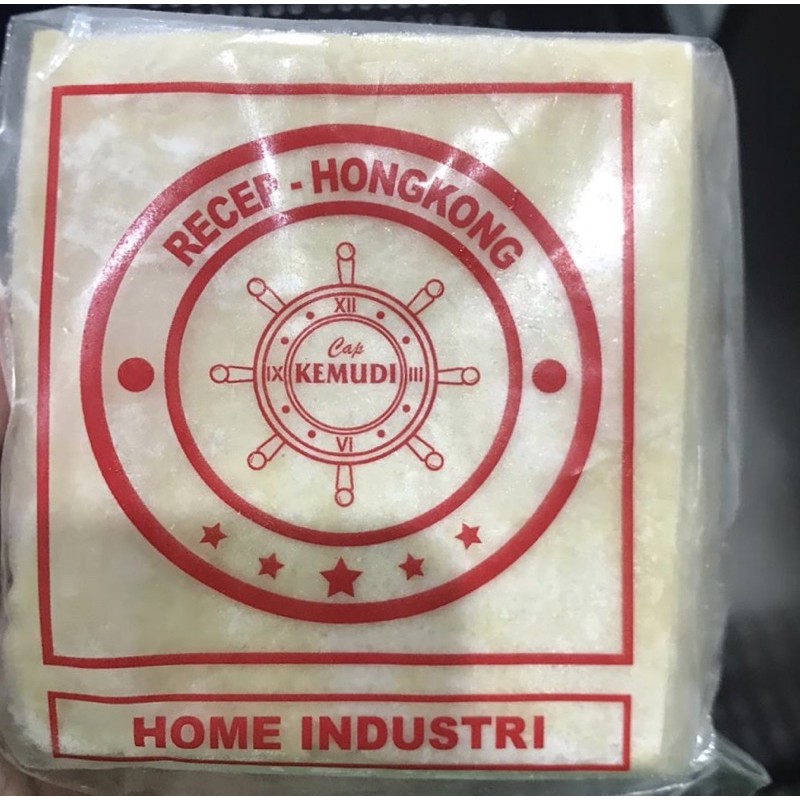 RECEP - HONGKONG
XII
Cap
IX KEMUDI III
VI
HOME INDUSTRI